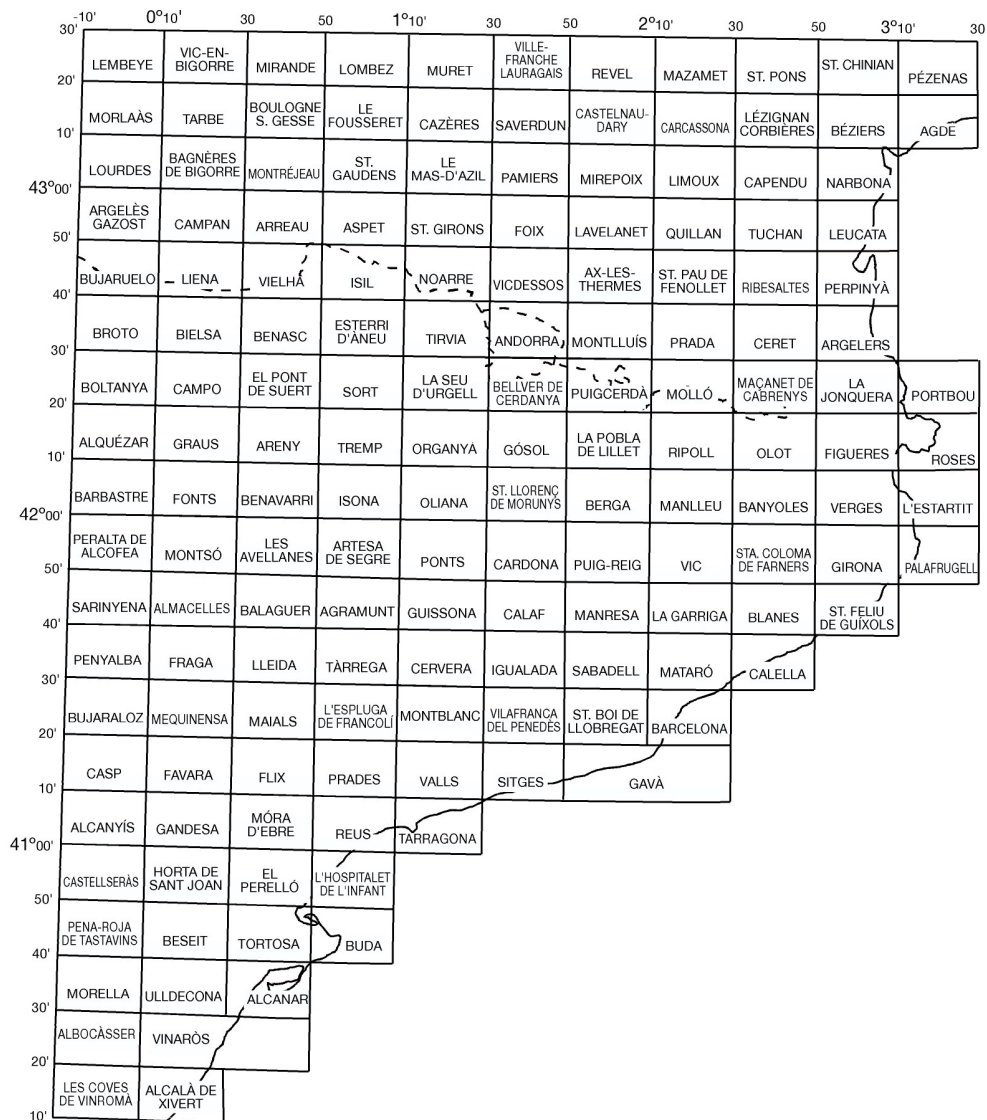 -10' 0°10' 30 50 1°10' 30 50 2°10' 30 50 3°10' 30
30'
LEMBEYE VIC-EN-BIGORRE MIRANDE LOMBEZ MURET VILLE-FRANCHE LAURAGAIS REVEL MAZAMET ST. PONS ST. CHINIAN PÉZENAS
20'
MORLAÀS TARBE BOULOGNE S. GESSE LE FOUSSERET CAZÈRES SAVERDUN CASTELNAU-DARY CARCASSONA LÉZIGNAN CORBIÈRES BÉZIERS AGDE
10'
LOURDES BAGNÈRES DE BIGORRE MONTRÉJEAU ST. GAUDENS LE MAS-D'AZIL PAMIERS MIREPOIX LIMOUX CAPENDU NARBONA
43°00'
ARGELÈS GAZOST CAMPAN ARREAU ASPET ST. GIRONS FOIX LAVELANET QUILLAN TUCHAN LEUCATA
50'
BUJARUELO LIENA VIELHA ISIL NOARRE VICDESSOS AX-LES-THERMES ST. PAU DE FENOLLET RIBESALTES PERPINYÀ
40'
BROTO BIELSA BENASC ESTERRI D'ÀNEU TIRVIA ANDORRA MONTLLUÍS PRADA CERET ARGELERS
30'
BOLTANYA CAMPO EL PONT DE SUERT SORT LA SEU D'URGELL BELLVER DE CERDANYA PUIGCERDÀ MOLLÓ MAÇANET DE CABRENYS LA JONQUERA PORTBOU
20'
ALQUÉZAR GRAUS ARENY TREMP ORGANYÀ GÓSOL LA POBLA DE LILLET RIPOLL OLOT FIGUERES ROSES
10'
BARBASTRE FONTS BENAVARRI ISONA OLIANA ST. LLORENÇ DE MORUNYS BERGA MANLLEU BANYOLES VERGES L'ESTARTIT
42°00'
PERALTA DE ALCOFEA MONTSÓ LES AVELLANES ARTESA DE SEGRE PONTS CARDONA PUIG-REIG VIC STA. COLOMA DE FARNERS GIRONA PALAFRUGELL
50'
SARINYENA ALMACELLES BALAGUER AGRAMUNT GUISSONA CALAF MANRESA LA GARRIGA BLANES ST. FELIU DE GUÍXOLS
40'
PENYALBA FRAGA LLEIDA TÀRREGA CERVERA IGUALADA SABADELL MATARÓ CALELLA
30'
BUJARALOZ MEQUINENSA MAIALS L'ESPLUGA DE FRANCOLÍ MONTBLANC VILAFRANCA DEL PENEDÈS ST. BOI DE LLOBREGAT BARCELONA
20'
CASP FAVARA FLIX PRADES VALLS SITGES GAVÀ
10'
ALCANYÍS GANDESA MÓRA D'EBRE REUS TARRAGONA
41°00'
CASTELLSERÀS HORTA DE SANT JOAN EL PERELLÓ L'HOSPITALET DE L'INFANT
50'
PENA-ROJA DE TASTAVINS BESEIT TORTOSA BUDA
40'
MORELLA ULLDECONA ALCANAR
30'
ALBOCÀSSER VINARÒS
20'
LES COVES DE VINROMÀ ALCALÀ DE XIVERT
10'